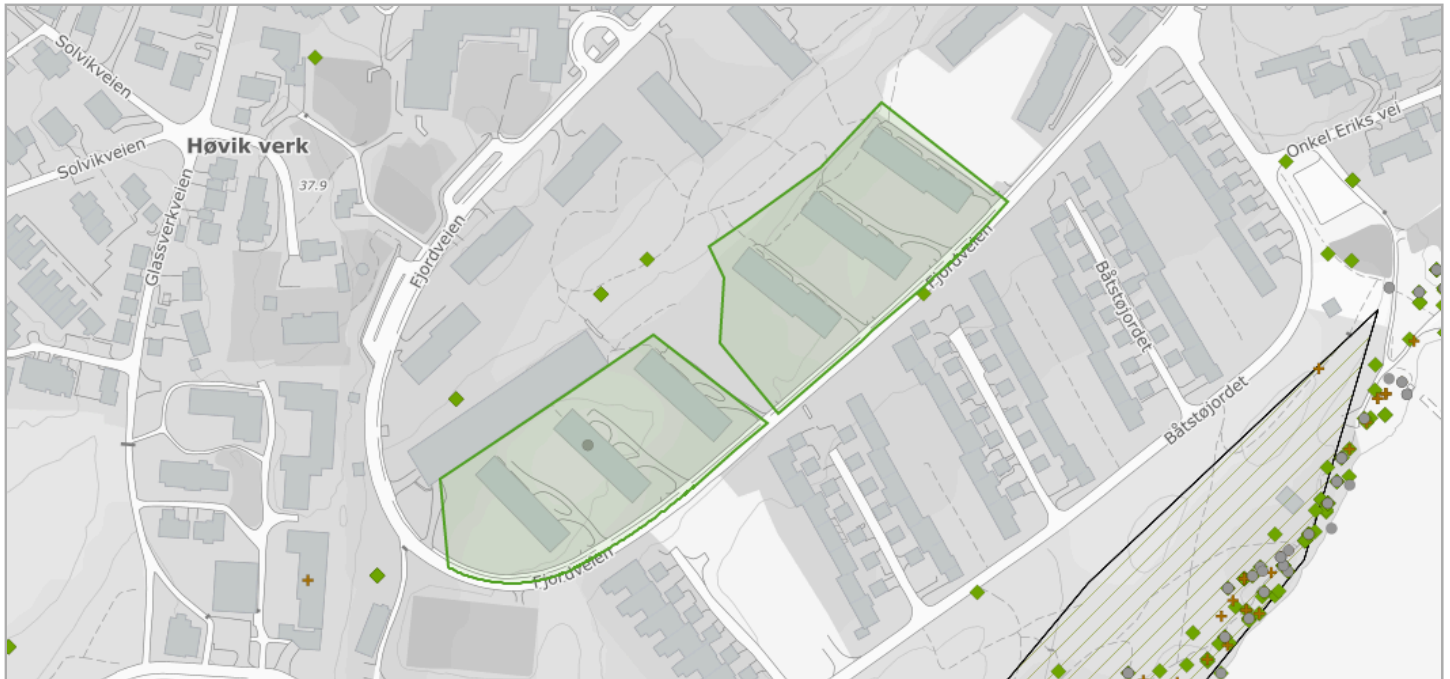 Solvikveien
Høvik verk
Solvikveien
37.9
Glassverkveien
Fjordveien
Fjordveien
Båtstøjordet
Onkel Eriks vei
Båtstøjordet
Fjordveien